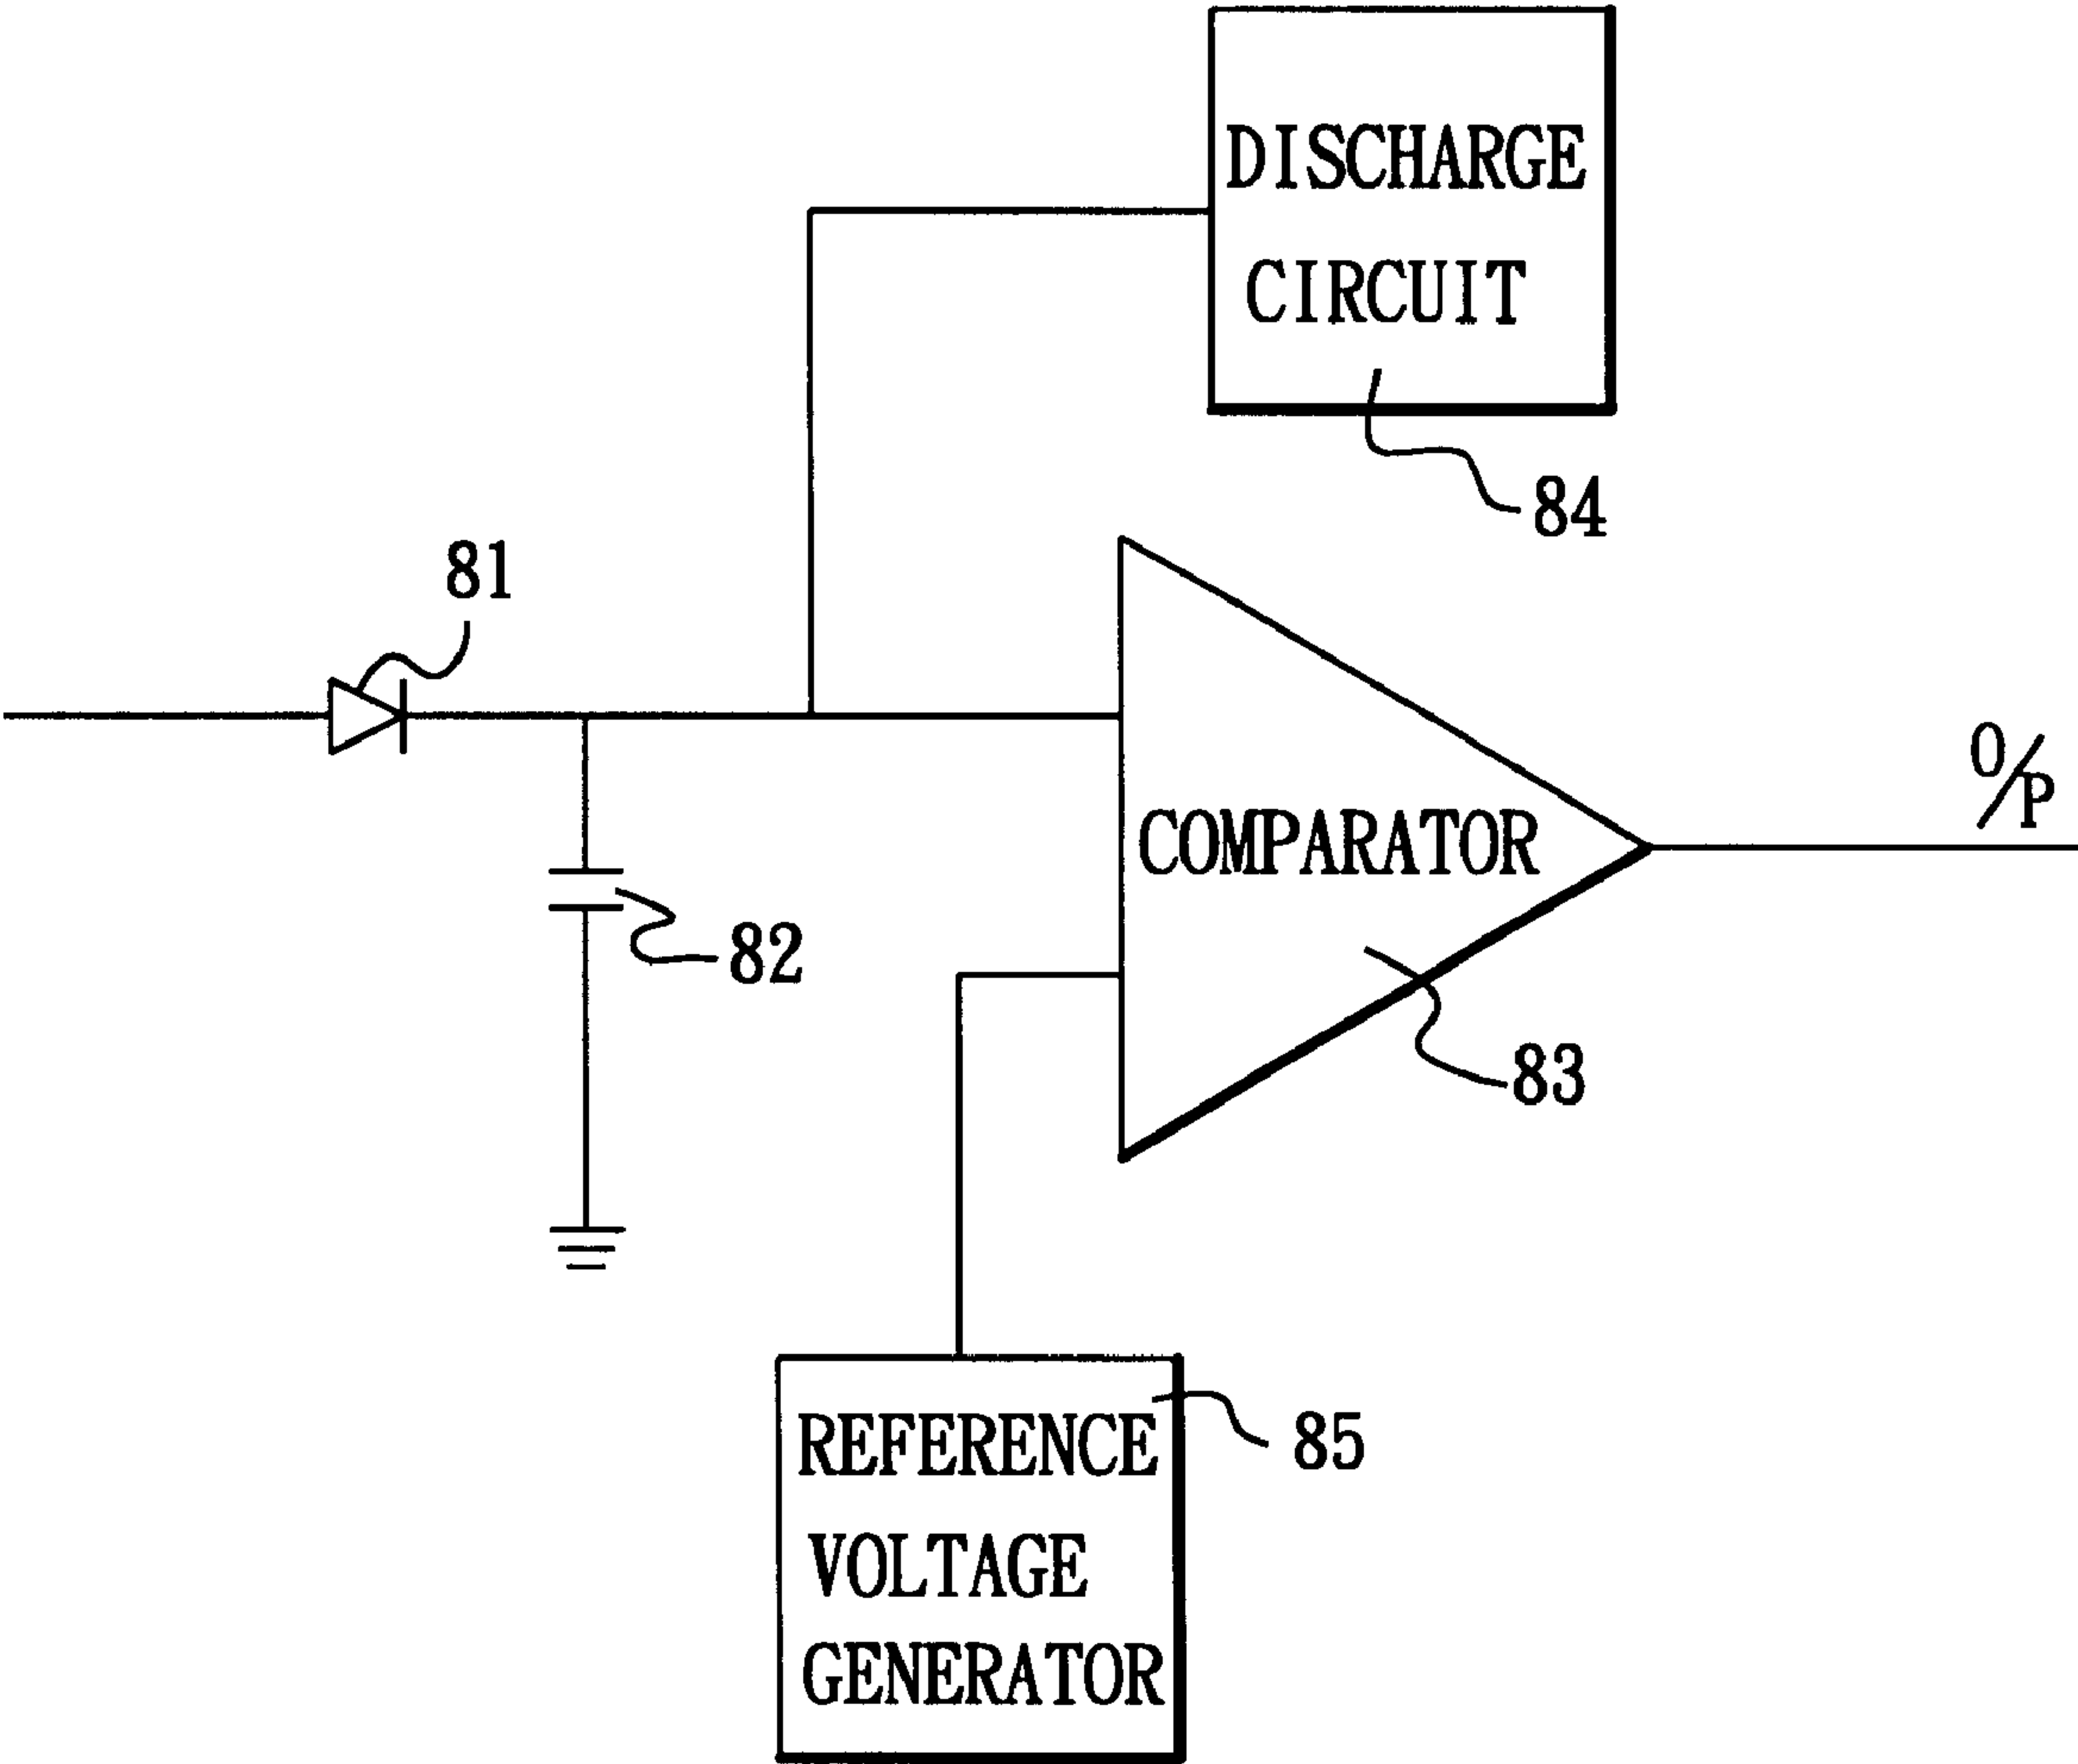 DISCHARGE
CIRCUIT
84
81
O/P
COMPARATOR
82
83
85
REFERENCE
VOLTAGE
GENERATOR